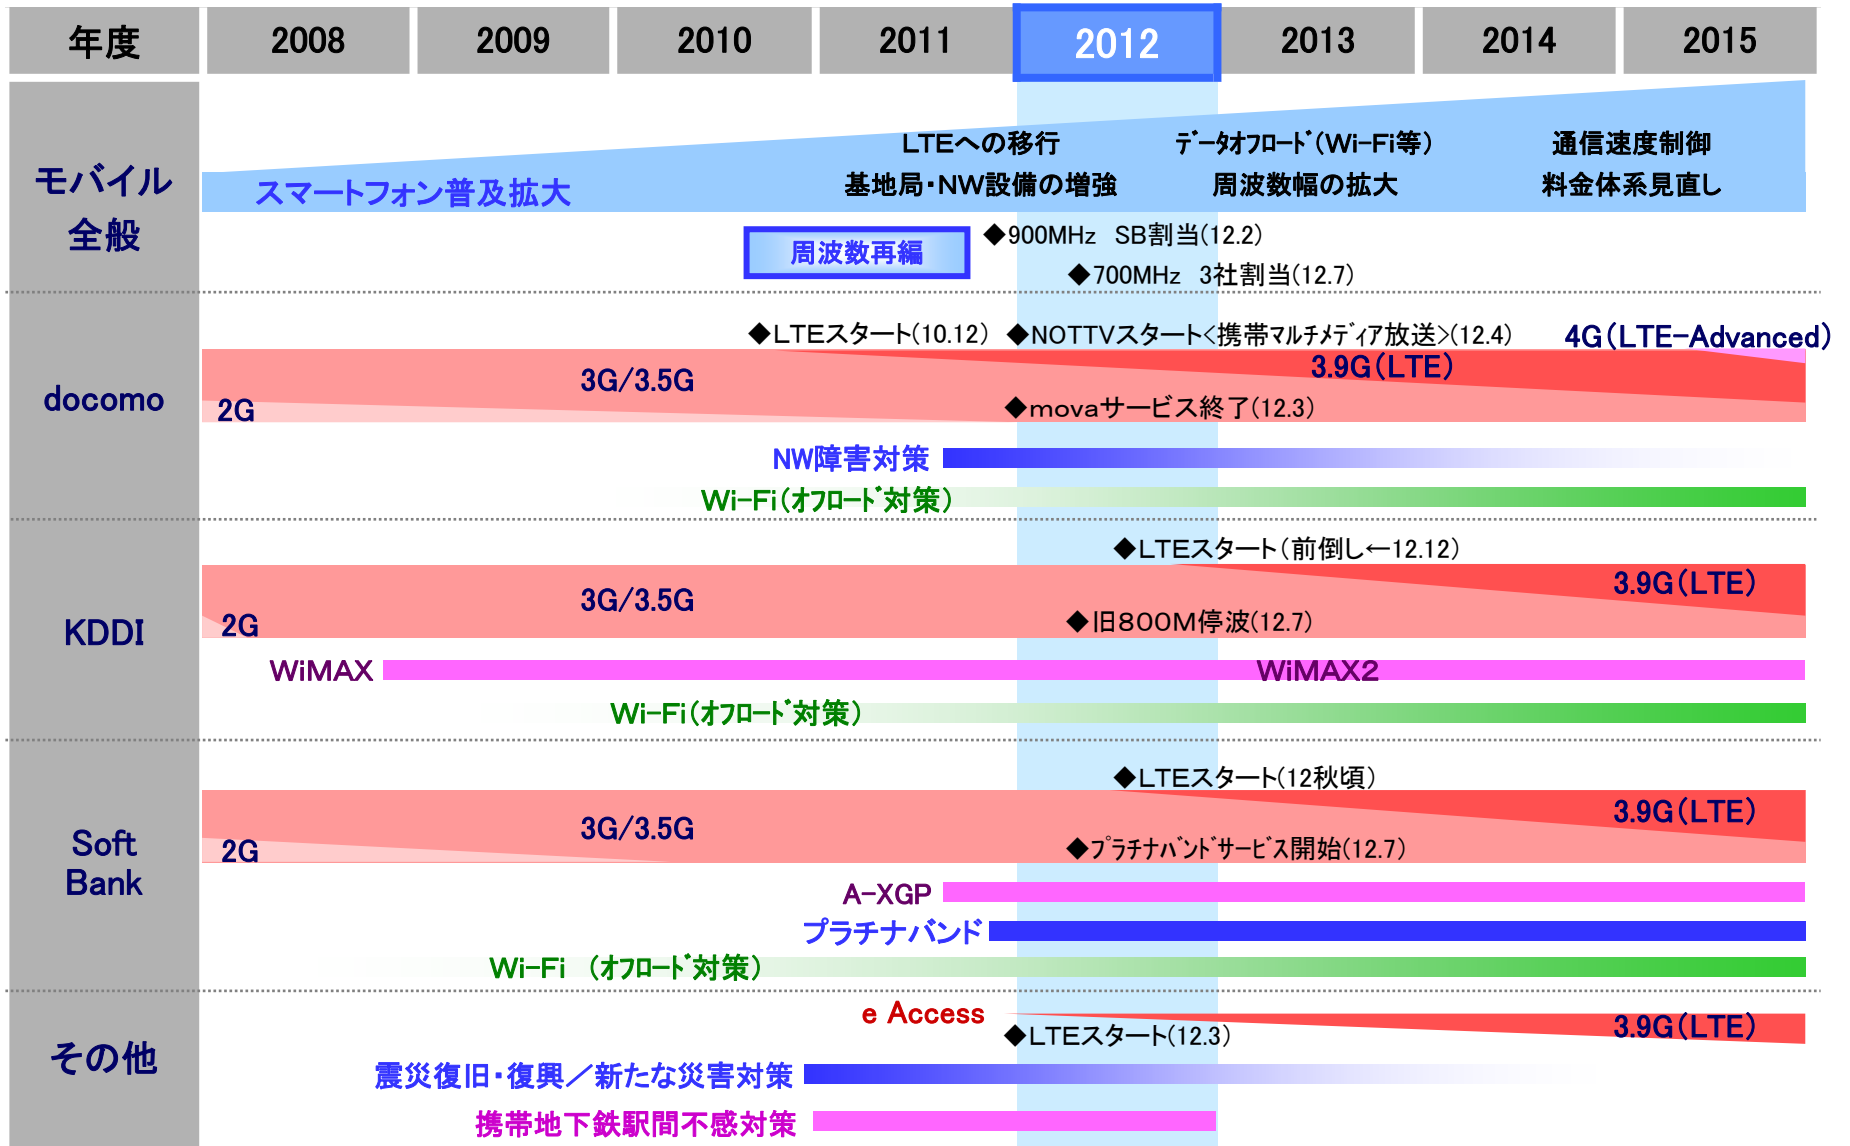 年度 2008 2009 2010 2011 2012 2013 2014 2015
モバイル
全般
LTEへの移行 ﾃﾞｰﾀｵﾌﾛｰﾄﾞ(Wi-Fi等) 通信速度制御
スマートフォン普及拡大 基地局・NW設備の増強 周波数幅の拡大 料金体系見直し
周波数再編 ◆900MHz SB割当(12.2)
◆700MHz 3社割当(12.7)
docomo
◆LTEスタート(10.12) ◆NOTTVスタート<携帯ﾏﾙﾁﾒﾃﾞｨｱ放送>(12.4) 4G(LTE-Advanced)
3G/3.5G 3.9G(LTE)
2G ◆movaサービス終了(12.3)
NW障害対策
Wi-Fi(ｵﾌﾛｰﾄﾞ対策)
KDDI
◆LTEスタート(前倒し←12.12)
3G/3.5G 3.9G(LTE)
2G ◆旧800M停波(12.7)
WiMAX WiMAX2
Wi-Fi(ｵﾌﾛｰﾄﾞ対策)
Soft
Bank
◆LTEスタート(12秋頃)
3G/3.5G 3.9G(LTE)
2G ◆ﾌﾟﾗﾁﾅﾊﾞﾝﾄﾞｻｰﾋﾞｽ開始(12.7)
A-XGP
プラチナバンド
Wi-Fi (ｵﾌﾛｰﾄﾞ対策)
その他
e Access
◆LTEスタート(12.3) 3.9G(LTE)
震災復旧・復興／新たな災害対策
携帯地下鉄駅間不感対策